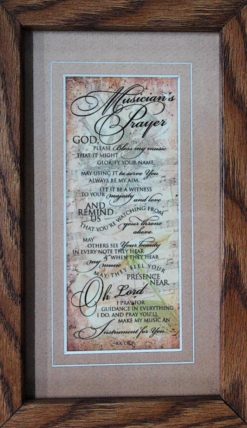 Musician's
Prayer
GOD,
PLEASE Bless my music
THAT IT MIGHT
GLORIFY YOUR NAME.
MAY USING IT to serve You
ALWAYS BE MY AIM.
LET IT BE A WITNESS
TO YOUR majesty and love
AND
REMIND
US
THAT YOU'RE WATCHING FROM
your throne
above.
MAY
OTHERS SEE Your beauty
IN EVERY NOTE THEY HEAR
& WHEN THEY HEAR
my music
MAY THEY FEEL YOUR
PRESENCE
NEAR.
Oh Lord
I PRAY FOR
GUIDANCE IN EVERYTHING
I DO, AND PRAY YOU'LL
MAKE MY MUSIC AN
Instrument for You.